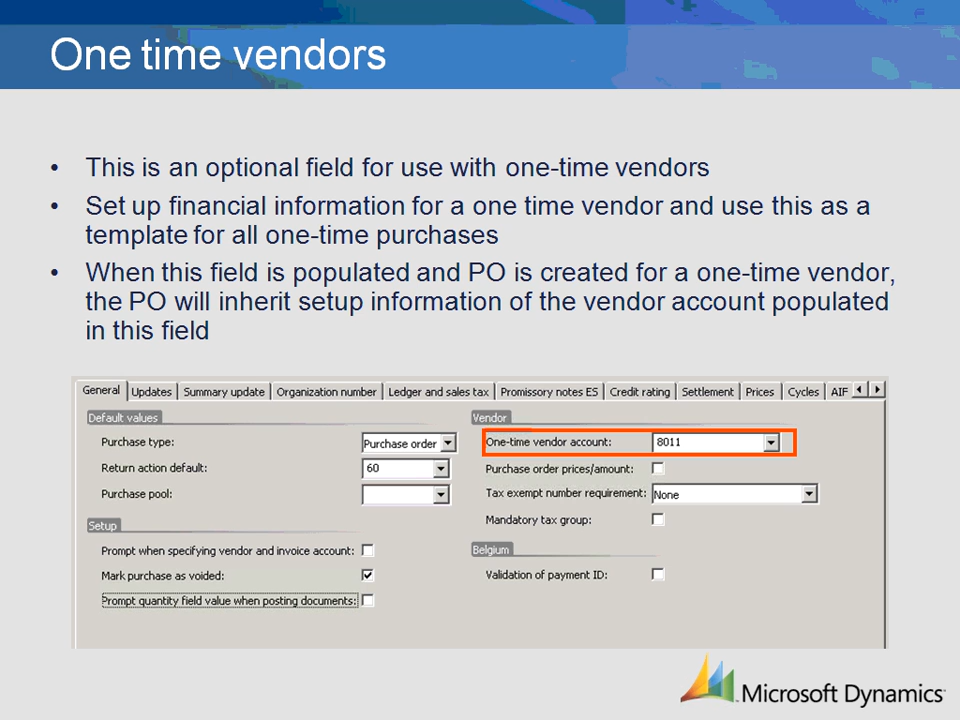 One time vendors
• This is an optional field for use with one-time vendors
• Set up financial information for a one time vendor and use this as a
template for all one-time purchases
• When this field is populated and PO is created for a one-time vendor,
the PO will inherit setup information of the vendor account populated
in this field
General Updates Summary update Organization number Ledger and sales tax Promissory notes ES Credit rating Settlement Prices Cycles AIF
Default values
Purchase type: Purchase order
Return action default: 60
Purchase pool:
Setup
Prompt when specifying vendor and invoice account:
Mark purchase as voided:
Prompt quantity field value when posting documents:
Vendor
One-time vendor account: 8011
Purchase order prices/amount:
Tax exempt number requirement: None
Mandatory tax group:
Belgium
Validation of payment ID:
Microsoft Dynamics